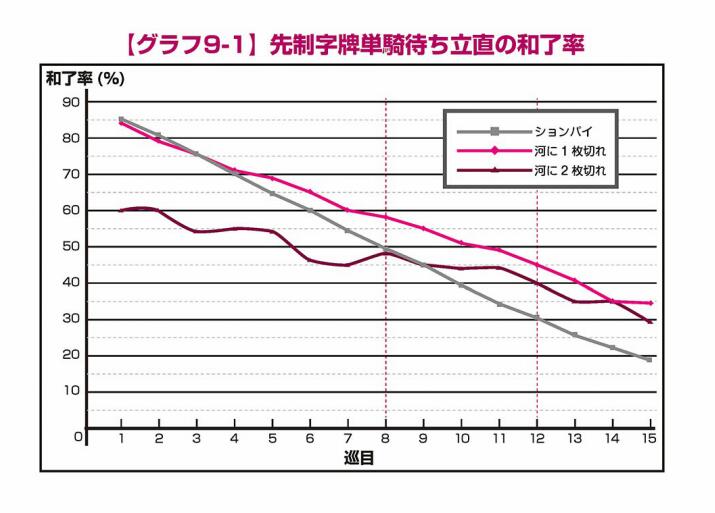 【グラフ9-1】先制字牌単騎待ち立直の和了率
和了率(%)
90
80
70
60
50
40
30
20
10
0
ションパイ
河に1枚切れ
河に2枚切れ
1 2 3 4 5 6 7 8 9 10 11 12 13 14 15
巡目